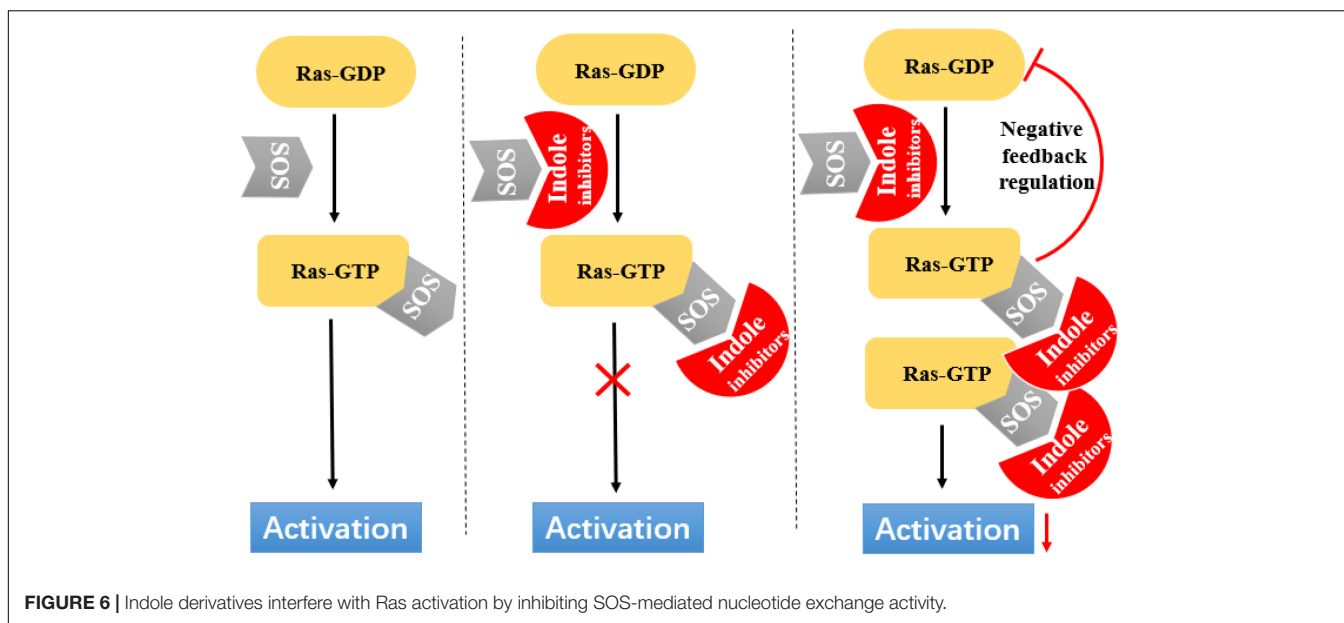 Ras-GDP
SOS
Ras-GTP
SOS
Activation
Ras-GDP
SOS
Indole
inhibitors
Ras-GTP
SOS
Indole
inhibitors
Activation
Ras-GDP
SOS
Indole
inhibitors
Negative
feedback
regulation
Ras-GTP
SOS
Indole
inhibitors
Ras-GTP
SOS
Indole
inhibitors
Activation
FIGURE 6 | Indole derivatives interfere with Ras activation by inhibiting SOS-mediated nucleotide exchange activity.